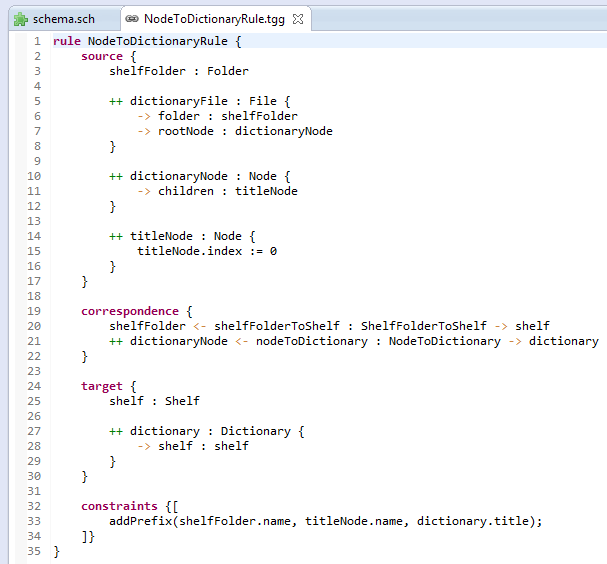 schema.sch NodeToDictionaryRule.tgg
1 rule NodeToDictionaryRule {
2 source {
3 shelfFolder : Folder
4
5 ++ dictionaryFile : File {
6 -> folder : shelfFolder
7 -> rootNode : dictionaryNode
8 }
9
10 ++ dictionaryNode : Node {
11 -> children : titleNode
12 }
13
14 ++ titleNode : Node {
15 titleNode.index := 0
16 }
17 }
18
19 correspondence {
20 shelfFolder <- shelfFolderToShelf : ShelfFolderToShelf -> shelf
21 ++ dictionaryNode <- nodeToDictionary : NodeToDictionary -> dictionary
22 }
23
24 target {
25 shelf : Shelf
26
27 ++ dictionary : Dictionary {
28 -> shelf : shelf
29 }
30 }
31
32 constraints {[
33 addPrefix(shelfFolder.name, titleNode.name, dictionary.title);
34 ]}
35 }